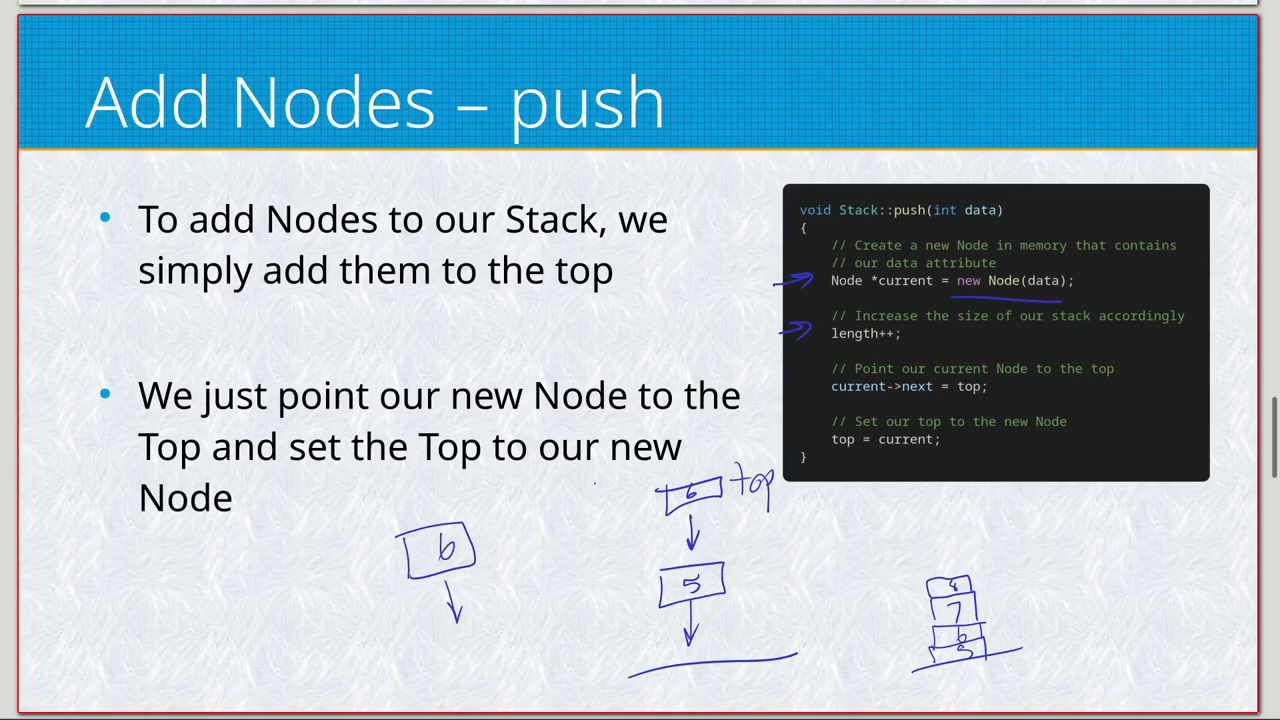 Add Nodes – push
• To add Nodes to our Stack, we
simply add them to the top
• We just point our new Node to the
Top and set the Top to our new
Node
void Stack::push(int data)
{
// Create a new Node in memory that contains
// our data attribute
Node *current = new Node(data);
// Increase the size of our stack accordingly
length++;
// Point our current Node to the top
current->next = top;
// Set our top to the new Node
top = current;
}
6 top
6
5
8
7
6
5